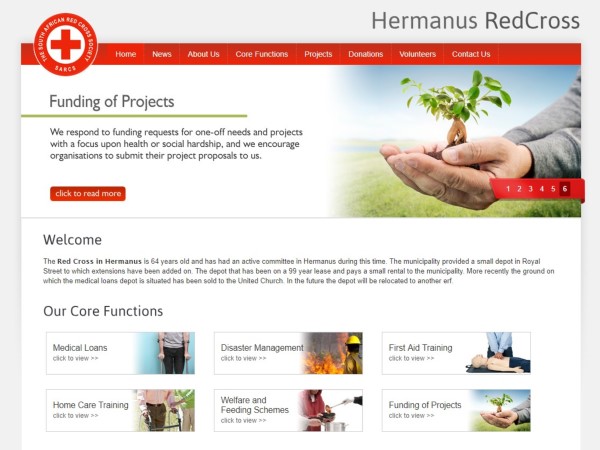 Hermanus RedCross
THE SOUTH AFRICAN RED CROSS SOCIETY
SARCS
Home News About Us Core Functions Projects Donations Volunteers Contact Us
Funding of Projects
We respond to funding requests for one-off needs and projects
with a focus upon health or social hardship, and we encourage
organisations to submit their project proposals to us.
click to read more
1 2 3 4 5 6
Welcome
The Red Cross in Hermanus is 64 years old and has had an active committee in Hermanus during this time. The municipality provided a small depot in Royal
Street to which extensions have been added on. The depot that has been on a 99 year lease and pays a small rental to the municipality. More recently the ground on
which the medical loans depot is situated has been sold to the United Church. In the future the depot will be relocated to another erf.
Our Core Functions
Medical Loans
click to view >>
Disaster Management
click to view >>
First Aid Training
click to view >>
Home Care Training
click to view >>
Welfare and
Feeding Schemes
click to view >>
Funding of Projects
click to view >>